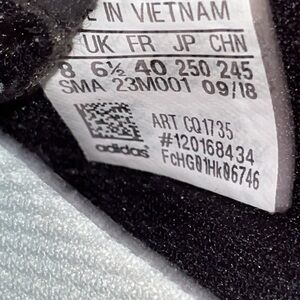 E IN VIETNAM
UK FR JP CHN
8 6½ 40 250 245
SMA 23M001 09/18
ART CQ1735
#120168434
adidas
FcHG01Hk06746